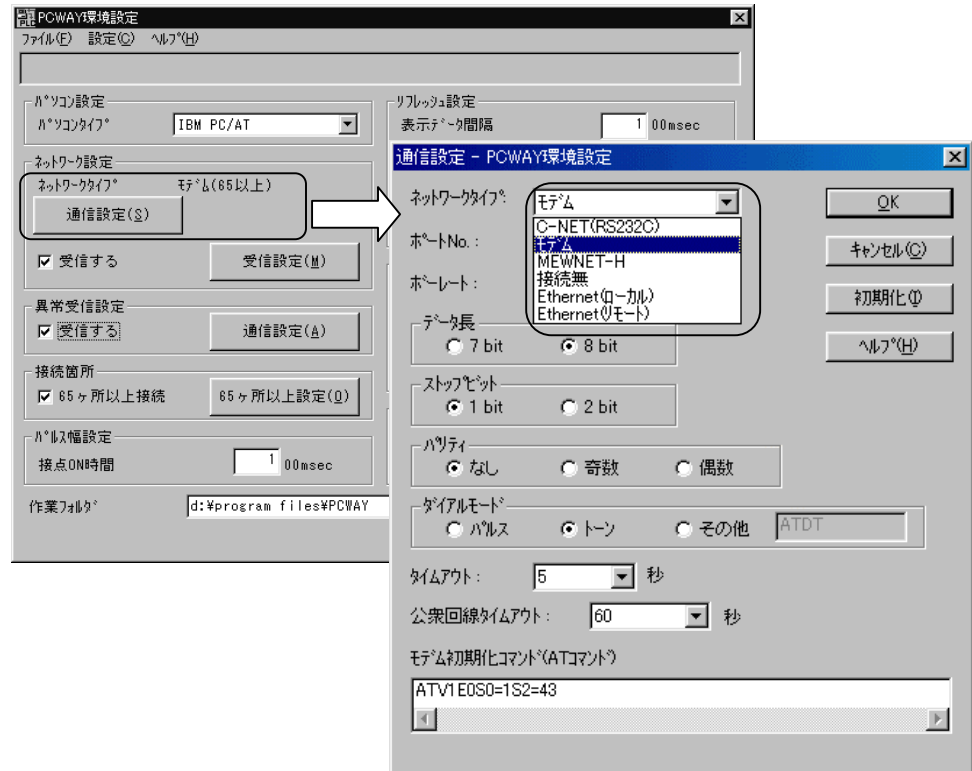 PCWAY環境設定
ﾌｧｲﾙ(F) 設定(C) ﾍﾙﾌﾟ(H)
ﾊﾟｿｺﾝ設定
ﾊﾟｿｺﾝﾀｲﾌﾟ IBM PC/AT
ﾘﾌﾚｯｼｭ設定
表示ﾃﾞｰﾀ間隔 1 00msec
ﾈｯﾄﾜｰｸ設定
ﾈｯﾄﾜｰｸﾀｲﾌﾟ ﾓﾃﾞﾑ(65以上)
通信設定(S)
受信する 受信設定(M)
異常受信設定
受信する 通信設定(A)
接続箇所
65ヶ所以上接続 65ヶ所以上設定(O)
ﾊﾟﾙｽ幅設定
接点ON時間 1 00msec
作業ﾌｫﾙﾀﾞ d:¥program files¥PCWAY
通信設定 - PCWAY環境設定
ﾈｯﾄﾜｰｸﾀｲﾌﾟ: ﾓﾃﾞﾑ
C-NET(RS232C)
ﾓﾃﾞﾑ
MEWNET-H
接続無
Ethernet(ﾛｰｶﾙ)
Ethernet(ﾘﾓｰﾄ)
OK
ｷｬﾝｾﾙ(C)
初期化(I)
ﾍﾙﾌﾟ(H)
ﾎﾟｰﾄNo. :
ﾎﾞｰﾚｰﾄ :
ﾃﾞｰﾀ長
7 bit 8 bit
ｽﾄｯﾌﾟﾋﾞｯﾄ
1 bit 2 bit
ﾊﾟﾘﾃｨ
なし 奇数 偶数
ﾀﾞｲｱﾙﾓｰﾄﾞ
ﾊﾟﾙｽ ﾄｰﾝ その他 ATDT
ﾀｲﾑｱｳﾄ : 5 秒
公衆回線ﾀｲﾑｱｳﾄ : 60 秒
ﾓﾃﾞﾑ初期化ｺﾏﾝﾄﾞ(ATｺﾏﾝﾄﾞ)
ATV1E0S0=1S2=43